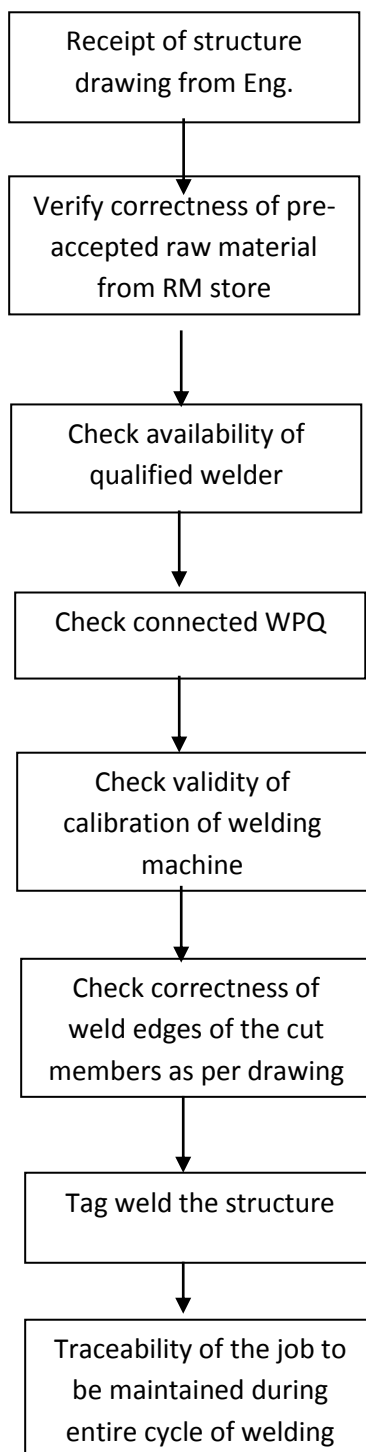 Receipt of structure
drawing from Eng.
Verify correctness of pre-
accepted raw material
from RM store
Check availability of
qualified welder
Check connected WPQ
Check validity of
calibration of welding
machine
Check correctness of
weld edges of the cut
members as per drawing
Tag weld the structure
Traceability of the job to
be maintained during
entire cycle of welding